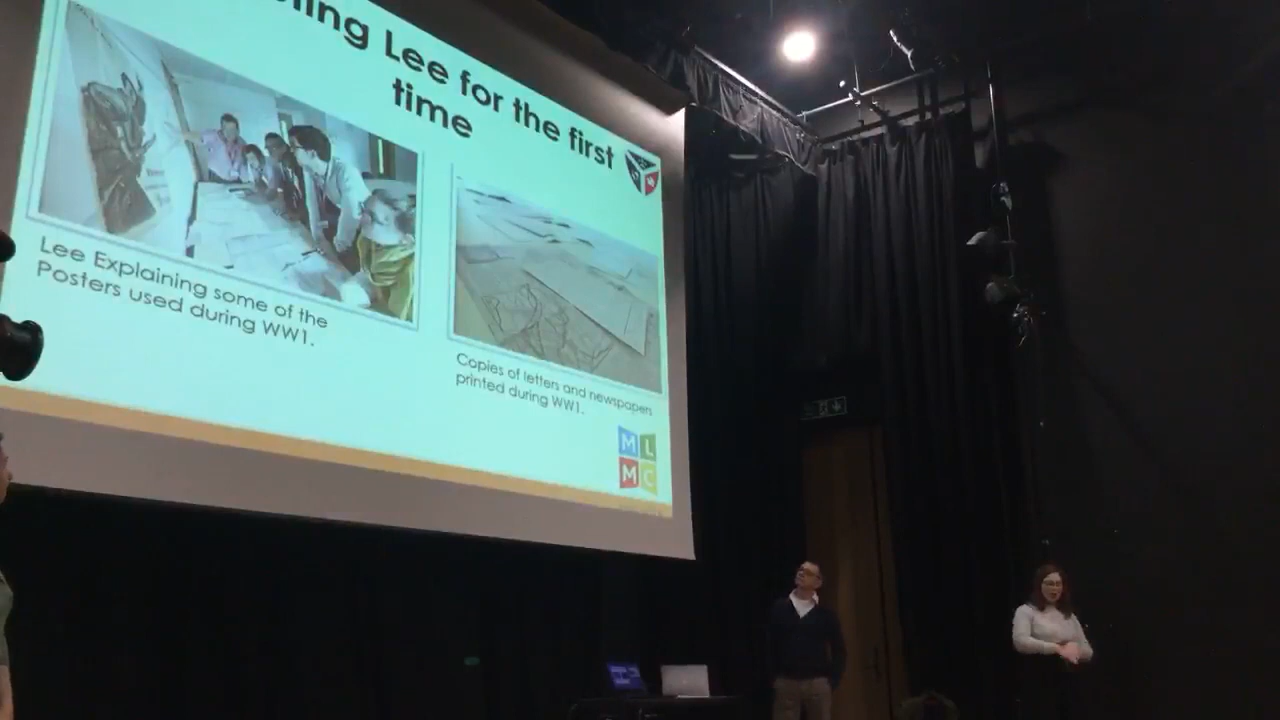 Lee for the first
time
Lee Explaining some of the
Posters used during WW1.
Copies of letters and newspapers
printed during WW1.
M L
M C